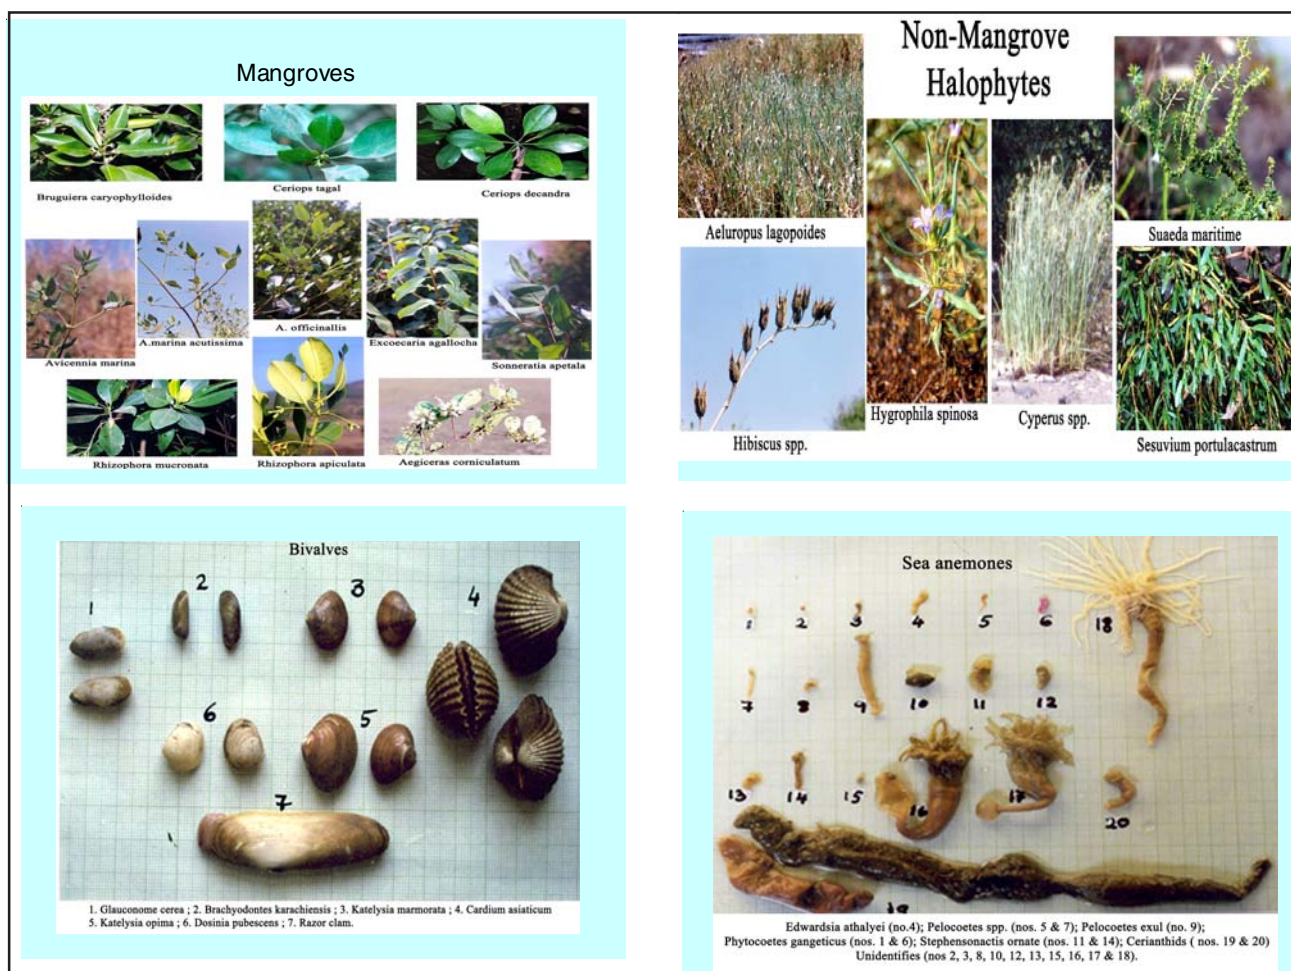 Mangroves
Bruguiera caryophylloides
Ceriops tagal
Ceriops decandra
Avicennia marina
A.marina acutissima
A. officinallis
Excoecaria agallocha
Sonneratia apetala
Rhizophora mucronata
Rhizophora apiculata
Aegiceras corniculatum
Non-Mangrove
Halophytes
Aeluropus lagopoides
Suaeda maritime
Hibiscus spp.
Hygrophila spinosa
Cyperus spp.
Sesuvium portulacastrum
Bivalves
1
2
3
4
6
5
7
1. Glauconome cerea ; 2. Brachyodontes karachiensis ; 3. Katelysia marmorata ; 4. Cardium asiaticum
5. Katelysia opima ; 6. Dosinia pubescens ; 7. Razor clam.
Sea anemones
1 2 3 4 5 6 18
7 8 9 10 11 12
13 14 15 16 17 20
19
Edwardsia athalyei (no.4); Pelocoetes spp. (nos. 5 & 7); Pelocoetes exul (no. 9);
Phytocoetes gangeticus (nos. 1 & 6); Stephensonactis ornate (nos. 11 & 14); Cerianthids ( nos. 19 & 20)
Unidentifies (nos 2, 3, 8, 10, 12, 13, 15, 16, 17 & 18).